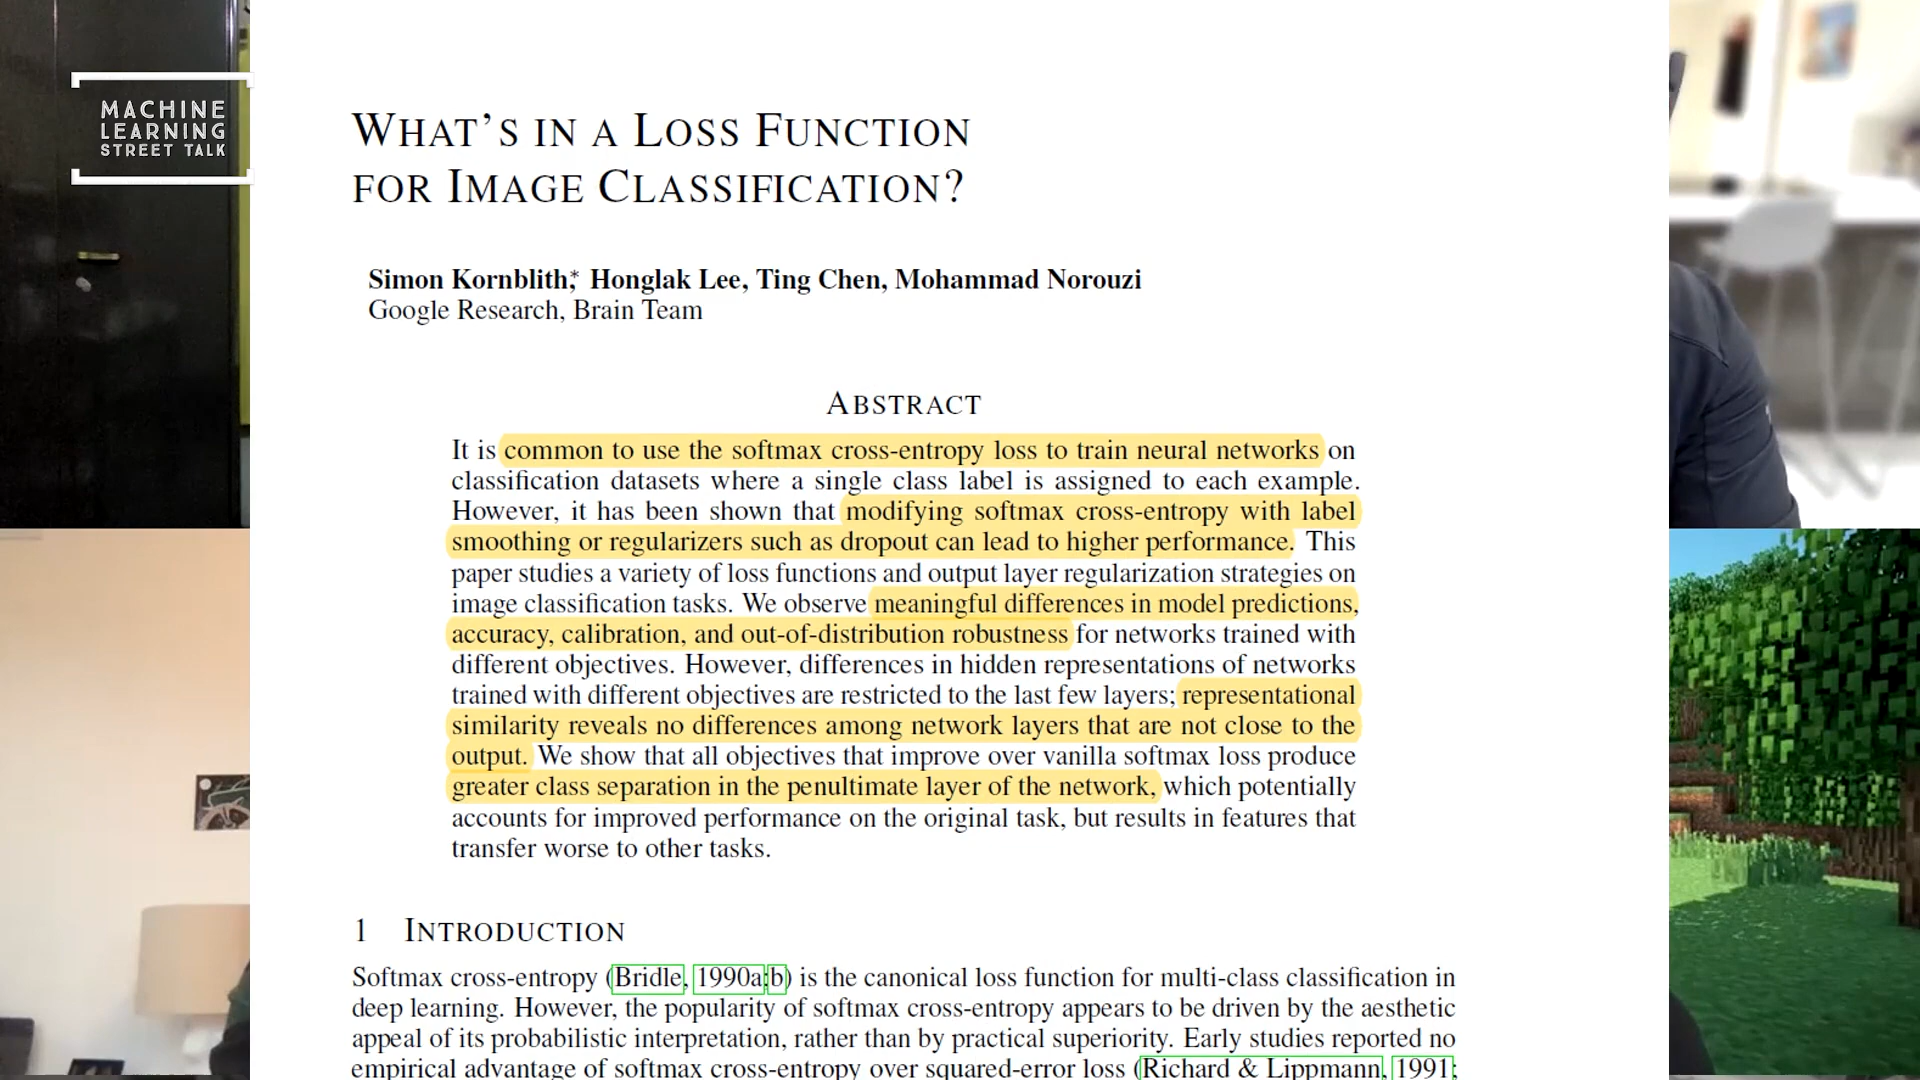 MACHINE
LEARNING
STREET TALK
WHAT'S IN A LOSS FUNCTION
FOR IMAGE CLASSIFICATION?
Simon Kornblith,* Honglak Lee, Ting Chen, Mohammad Norouzi
Google Research, Brain Team
ABSTRACT
It is common to use the softmax cross-entropy loss to train neural networks on
classification datasets where a single class label is assigned to each example.
However, it has been shown that modifying softmax cross-entropy with label
smoothing or regularizers such as dropout can lead to higher performance. This
paper studies a variety of loss functions and output layer regularization strategies on
image classification tasks. We observe meaningful differences in model predictions,
accuracy, calibration, and out-of-distribution robustness for networks trained with
different objectives. However, differences in hidden representations of networks
trained with different objectives are restricted to the last few layers; representational
similarity reveals no differences among network layers that are not close to the
output. We show that all objectives that improve over vanilla softmax loss produce
greater class separation in the penultimate layer of the network, which potentially
accounts for improved performance on the original task, but results in features that
transfer worse to other tasks.
1 INTRODUCTION
Softmax cross-entropy (Bridle, 1990a;b) is the canonical loss function for multi-class classification in
deep learning. However, the popularity of softmax cross-entropy appears to be driven by the aesthetic
appeal of its probabilistic interpretation, rather than by practical superiority. Early studies reported no
empirical advantage of softmax cross-entropy over squared-error loss (Richard & Lippmann, 1991;